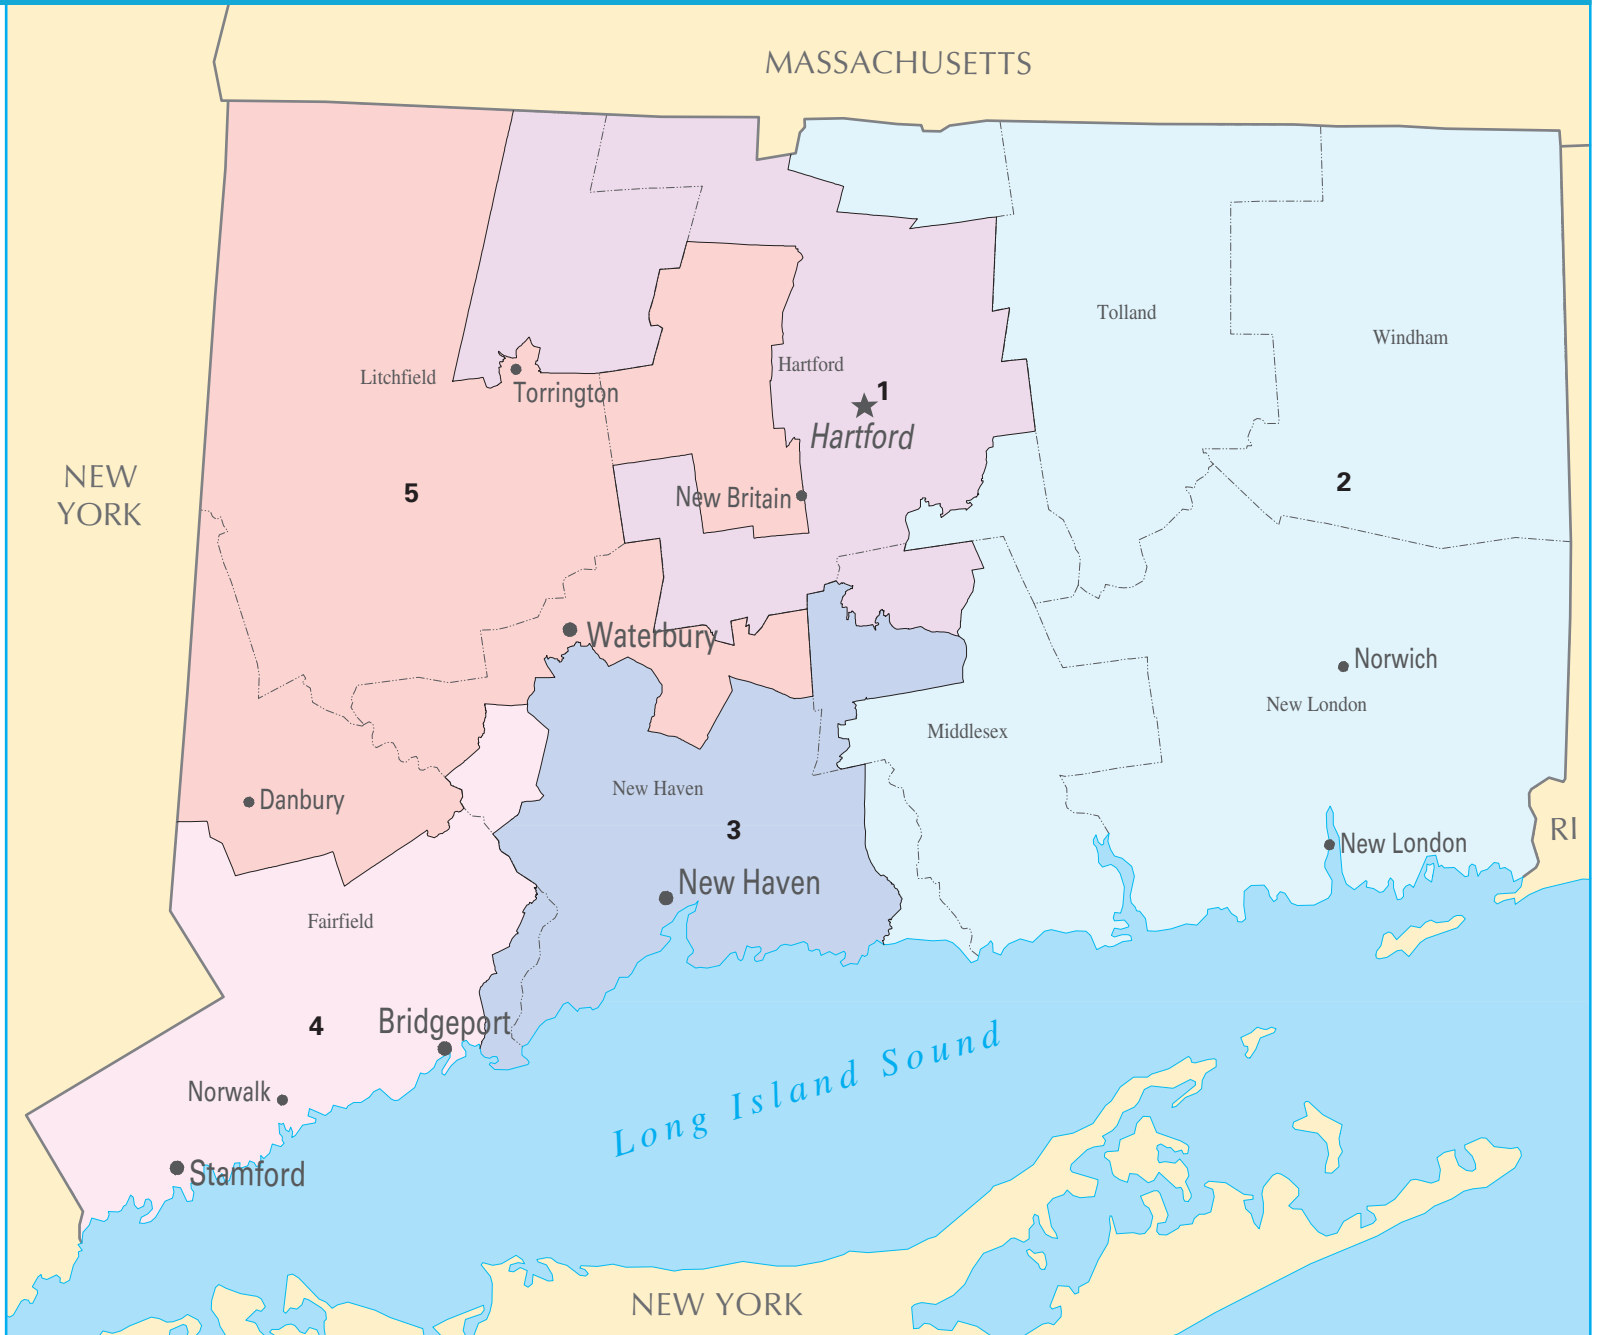 MASSACHUSETTS
Tolland
Windham
Hartford
1
Litchfield
Torrington
Hartford
NEW
YORK
5
2
New Britain
Waterbury
Norwich
New London
Middlesex
New Haven
Danbury
3
RI
New London
New Haven
Fairfield
4
Bridgeport
Long Island Sound
Norwalk
Stamford
NEW YORK